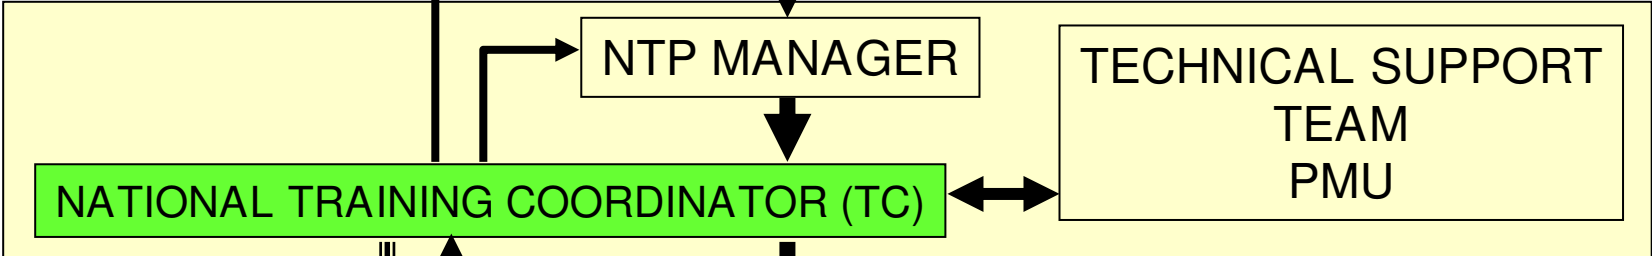 NTP MANAGER
TECHNICAL SUPPORT
TEAM
PMU
NATIONAL TRAINING COORDINATOR (TC)